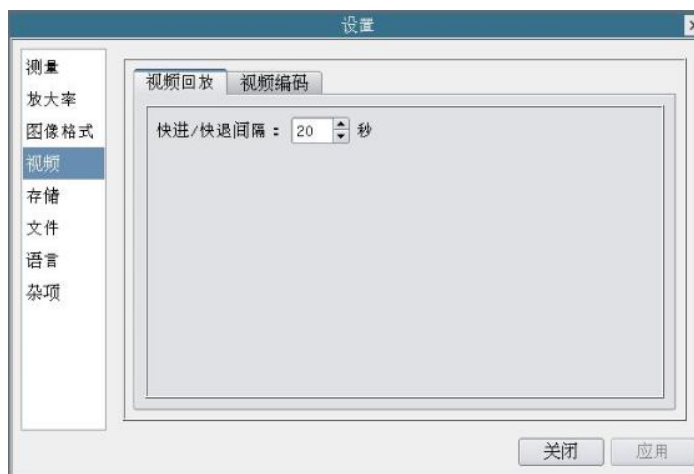 设置
测量
放大率
图像格式
视频
存储
文件
语言
杂项
视频回放 视频编码
快进/快退间隔： 20 秒
关闭 应用